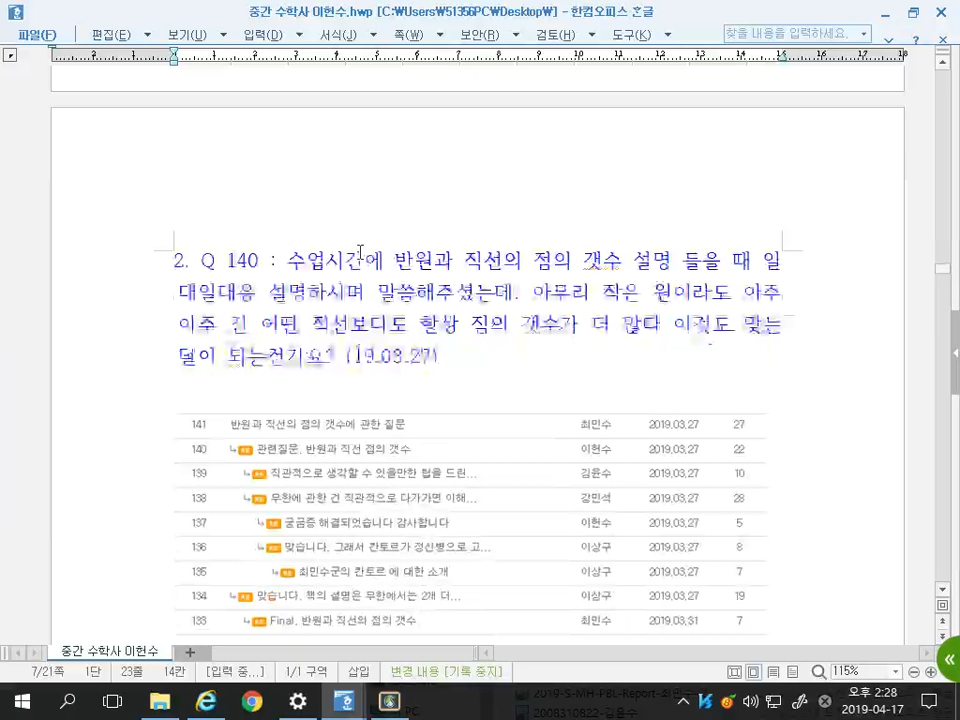 중간 수학사 이헌수.hwp [C:₩Users₩51356PC₩Desktop₩] - 한컴오피스 한글
파일(F) 편집(E) 보기(U) 입력(D) 서식(J) 쪽(W) 보안(R) 검토(H) 도구(K) 찾을 내용을 입력하세요.
2. Q 140 : 수업시간에 반원과 직선의 점의 갯수 설명 들을 때 일
대일대응 설명하시며 말씀해주셨는데. 아무리 작은 원이라도 아주
아주 긴 어떤 직선보다도 항상 점의 갯수가 더 많다 이것도 맞는
말이 되는건가요? (19.03.27)
141 반원과 직선의 점의 갯수에 관한 질문 최민수 2019.03.27 27
140 관련질문, 반원과 직선 점의 갯수 이헌수 2019.03.27 22
139 직관적으로 생각할 수 있을만한 팁을 드린... 김윤수 2019.03.27 10
138 무한에 관한 건 직관적으로 다가가면 이해... 강민석 2019.03.27 28
137 궁금증 해결되었습니다 감사합니다 이헌수 2019.03.27 5
136 맞습니다, 그래서 칸토르가 정신병으로 고... 이상구 2019.03.27 8
135 최민수군의 칸토르 에 대한 소개 이상구 2019.03.27 7
134 맞습니다, 책의 설명은 무한에서는 2개 더... 이상구 2019.03.27 19
133 Final, 반원과 직선의 점의 갯수 최민수 2019.03.31 7
중간 수학사 이헌수
7/21쪽 1단 23줄 14칸 [입력 중...] 1/1 구역 삽입 변경 내용 [기록 중지] 115%
오후 2:28
2019-04-17